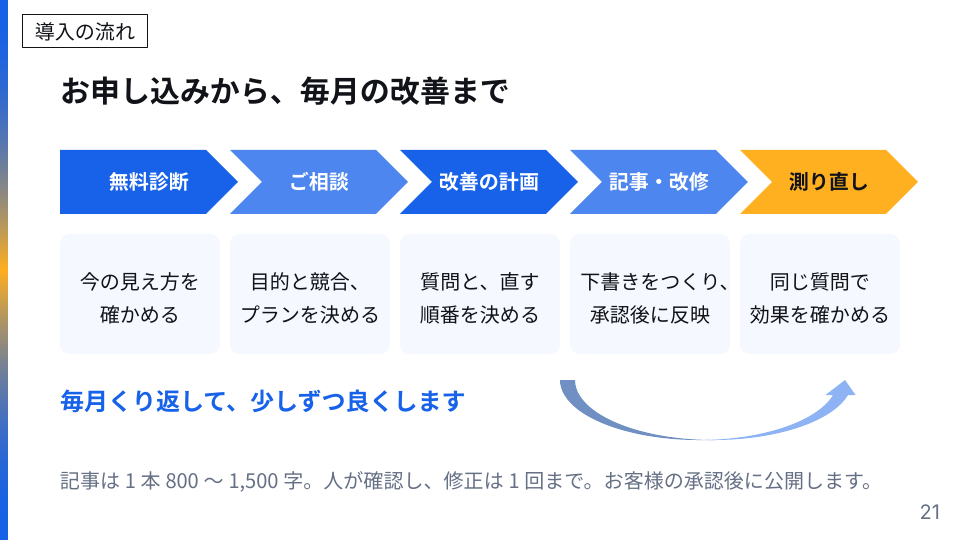 導入の流れ
お申し込みから、毎月の改善まで
無料診断
ご相談
改善の計画
記事・改修
測り直し
今の見え方を
確かめる
目的と競合、
プランを決める
質問と、直す
順番を決める
下書きをつくり、
承認後に反映
同じ質問で
効果を確かめる
毎月くり返して、少しずつ良くします
記事は 1 本 800 〜 1,500 字。人が確認し、修正は 1 回まで。お客様の承認後に公開します。
21